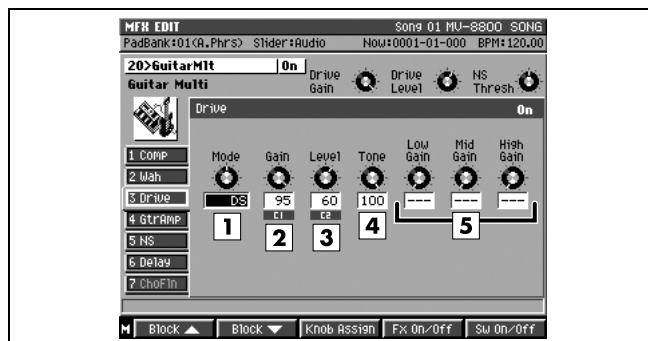 MFX EDIT Song 01 MV-8800 SONG
PadBank:01(A.Phrs) Slider:Audio Now:0001-01-000 BPM:120.00
20>GuitarMlt On
Guitar Multi
Drive Gain
Drive Level
NS Thresh
Drive On
1 Comp
2 Wah
3 Drive
4 GtrAmp
5 NS
6 Delay
7 ChoFln
Mode Gain Level Tone Low Gain Mid Gain High Gain
DS 95 60 100 --- --- ---
C1 C2
1 2 3 4 5
M Block ▲ Block ▼ Knob Assign Fx On/Off Sw On/Off